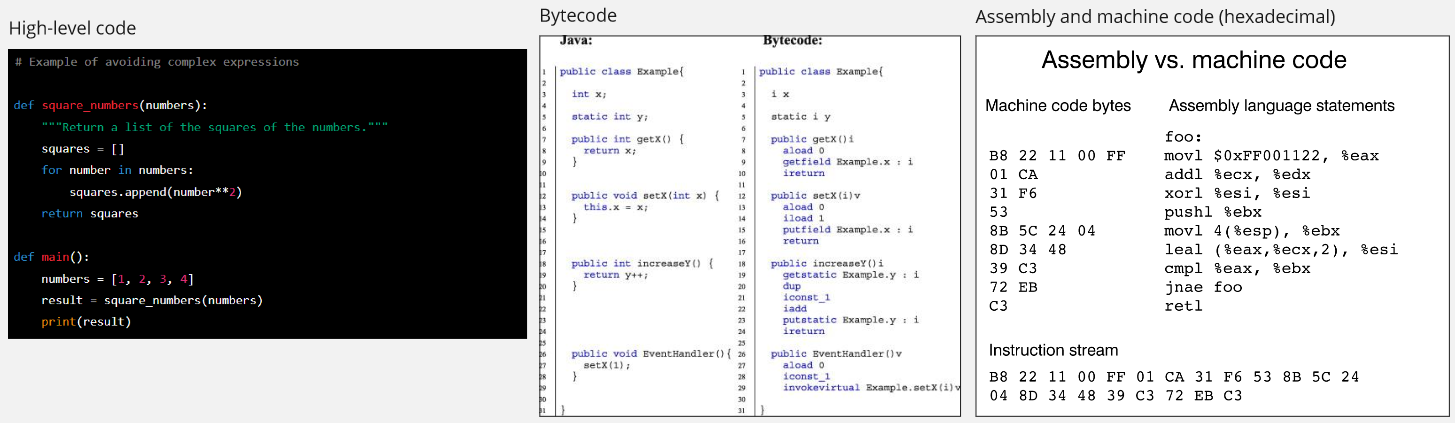 High-level code
# Example of avoiding complex expressions
def square_numbers(numbers):
"""Return a list of the squares of the numbers."""
squares = []
for number in numbers:
squares.append(number**2)
return squares
def main():
numbers = [1, 2, 3, 4]
result = square_numbers(numbers)
print(result)
Bytecode
Java:
1 public class Example{
2
3 int x;
4
5 static int y;
6
7 public int getX() {
8 return x;
9 }
10
11
12 public void setX(int x) {
13 this.x = x;
14 }
15
16
17
18 public int increaseY() {
19 return y++;
20 }
21
22
23
24
25
26 public void EventHandler(){
27 setX(1);
28 }
29
30
31 }
Bytecode:
1 public class Example{
2
3 i x
4
5 static i y
6
7 public getX()i
8 aload 0
9 getfield Example.x : i
10 ireturn
11
12 public setX(i)v
13 aload 0
14 iload 1
15 putfield Example.x : i
16 return
17
18 public increaseY()i
19 getstatic Example.y : i
20 dup
21 iconst_1
22 iadd
23 putstatic Example.y : i
24 ireturn
25
26 public EventHandler()v
27 aload 0
28 iconst_1
29 invokevirtual Example.setX(i)v
30
31 }
Assembly and machine code (hexadecimal)
Assembly vs. machine code
Machine code bytes Assembly language statements
foo:
B8 22 11 00 FF movl $0xFF001122, %eax
01 CA addl %ecx, %edx
31 F6 xorl %esi, %esi
53 pushl %ebx
8B 5C 24 04 movl 4(%esp), %ebx
8D 34 48 leal (%eax,%ecx,2), %esi
39 C3 cmpl %eax, %ebx
72 EB jnae foo
C3 retl
Instruction stream
B8 22 11 00 FF 01 CA 31 F6 53 8B 5C 24
04 8D 34 48 39 C3 72 EB C3